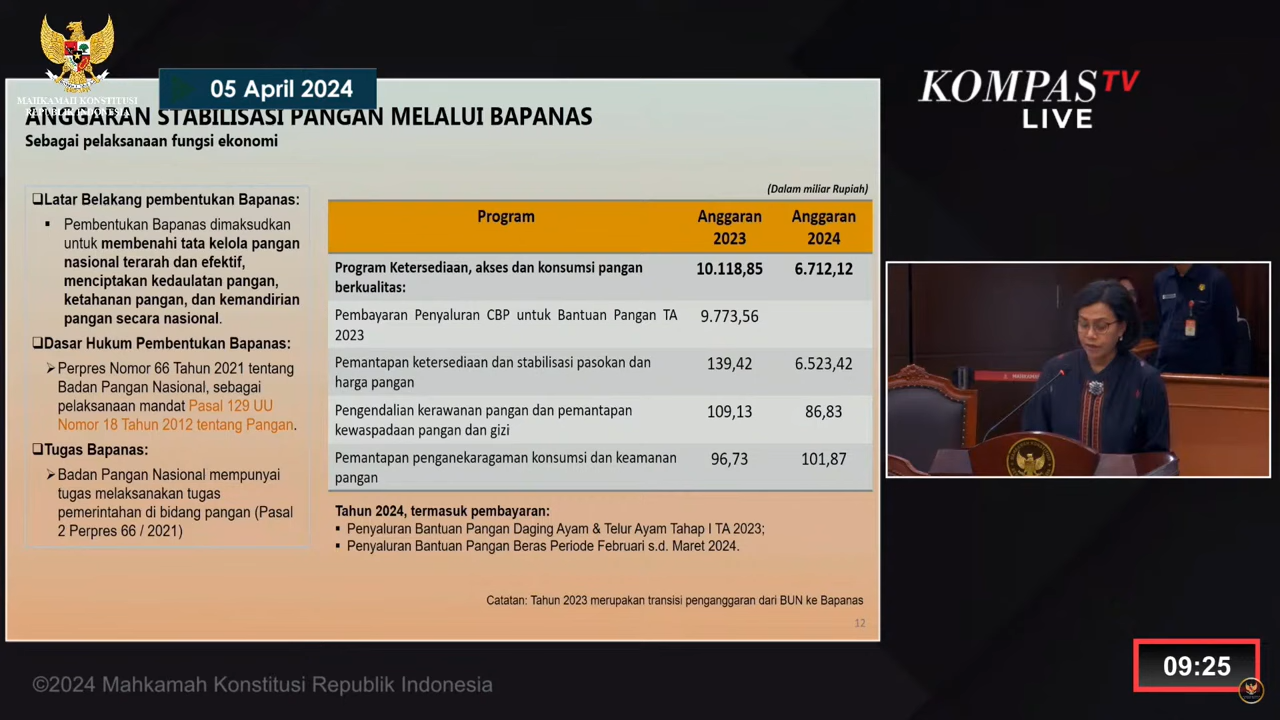 MAHKAMAH KONSTITUSI
REPUBLIK INDONESIA
05 April 2024
KOMPAS TV
LIVE
ANGGARAN STABILISASI PANGAN MELALUI BAPANAS
Sebagai pelaksanaan fungsi ekonomi
❑Latar Belakang pembentukan Bapanas:
▪ Pembentukan Bapanas dimaksudkan
untuk membenahi tata kelola pangan
nasional terarah dan efektif,
menciptakan kedaulatan pangan,
ketahanan pangan, dan kemandirian
pangan secara nasional.
❑Dasar Hukum Pembentukan Bapanas:
➢Perpres Nomor 66 Tahun 2021 tentang
Badan Pangan Nasional, sebagai
pelaksanaan mandat Pasal 129 UU
Nomor 18 Tahun 2012 tentang Pangan.
❑Tugas Bapanas:
➢Badan Pangan Nasional mempunyai
tugas melaksanakan tugas
pemerintahan di bidang pangan (Pasal
2 Perpres 66 / 2021)
(Dalam miliar Rupiah)
Program Anggaran 2023 Anggaran 2024
Program Ketersediaan, akses dan konsumsi pangan 10.118,85 6.712,12
berkualitas:
Pembayaran Penyaluran CBP untuk Bantuan Pangan TA 9.773,56
2023
Pemantapan ketersediaan dan stabilisasi pasokan dan 139,42 6.523,42
harga pangan
Pengendalian kerawanan pangan dan pemantapan 109,13 86,83
kewaspadaan pangan dan gizi
Pemantapan penganekaragaman konsumsi dan keamanan 96,73 101,87
pangan
Tahun 2024, termasuk pembayaran:
▪ Penyaluran Bantuan Pangan Daging Ayam & Telur Ayam Tahap I TA 2023;
▪ Penyaluran Bantuan Pangan Beras Periode Februari s.d. Maret 2024.
Catatan: Tahun 2023 merupakan transisi penganggaran dari BUN ke Bapanas
12
©2024 Mahkamah Konstitusi Republik Indonesia
09:25